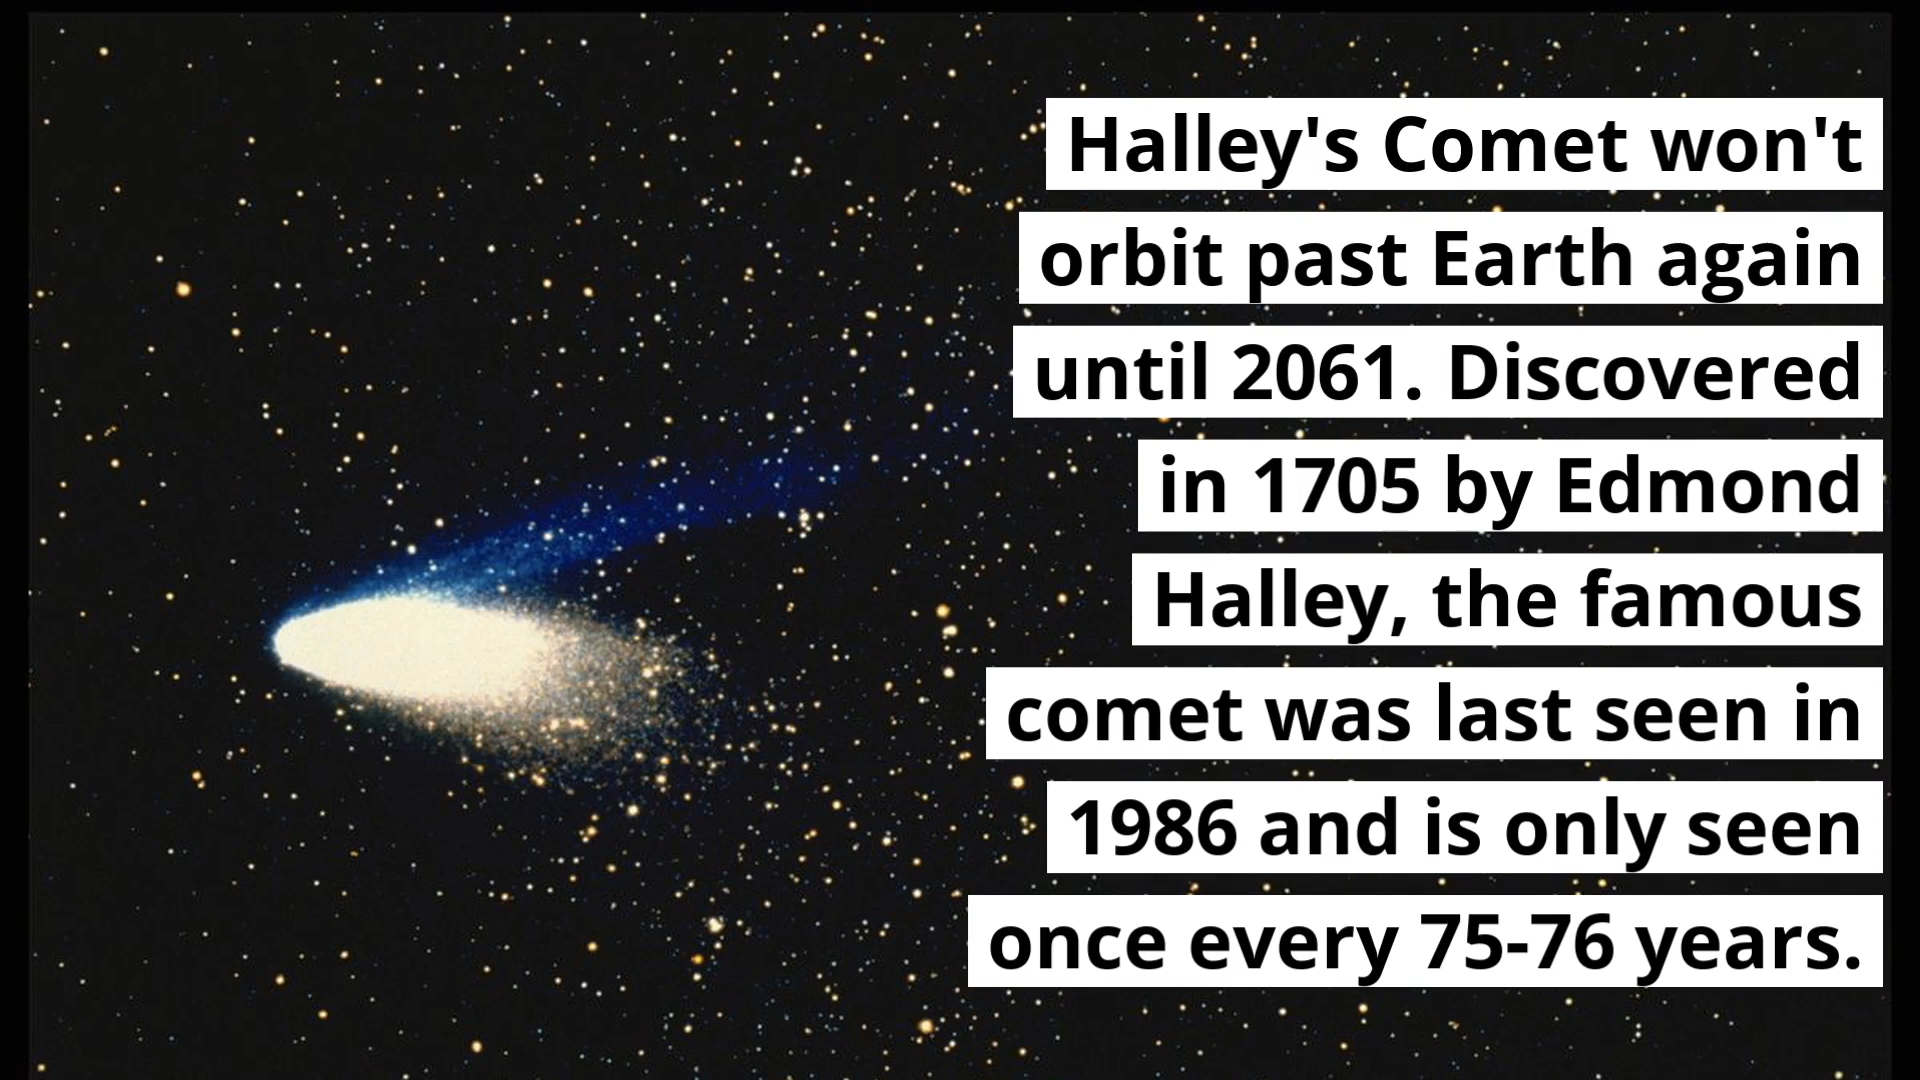 Halley's Comet won't
orbit past Earth again
until 2061. Discovered
in 1705 by Edmond
Halley, the famous
comet was last seen in
1986 and is only seen
once every 75-76 years.